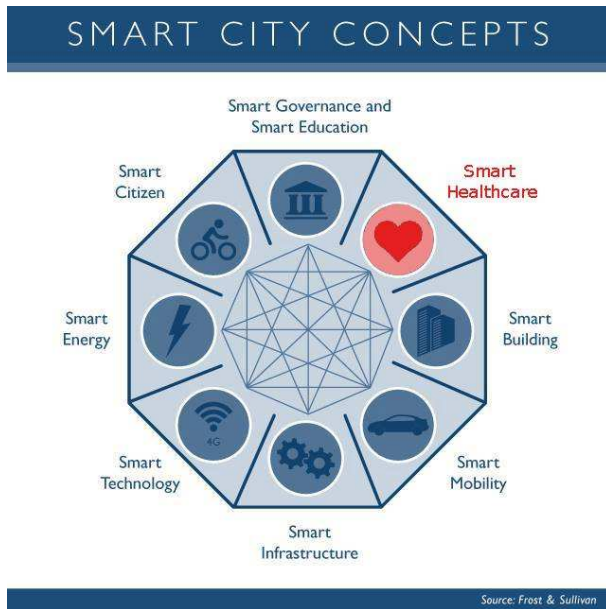 SMART CITY CONCEPTS
Smart Governance and
Smart Education
Smart
Citizen
Smart
Healthcare
Smart
Energy
Smart
Building
4G
Smart
Technology
Smart
Mobility
Smart
Infrastructure
Source: Frost & Sullivan